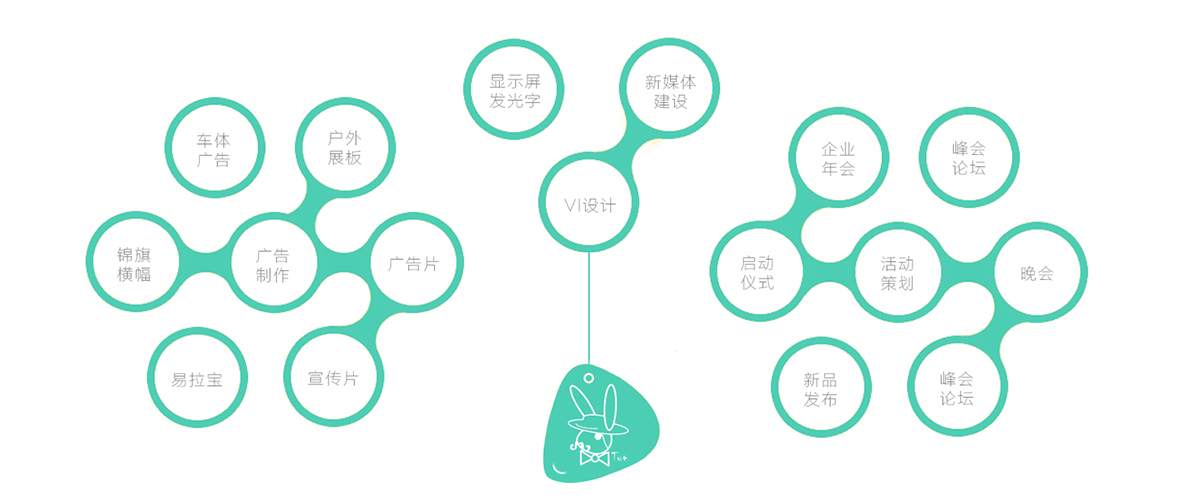 显示屏
发光字
新媒体
建设
VI设计
车体
广告
户外
展板
锦旗
横幅
广告
制作
广告片
易拉宝
宣传片
企业
年会
峰会
论坛
启动
仪式
活动
策划
晚会
新品
发布
峰会
论坛